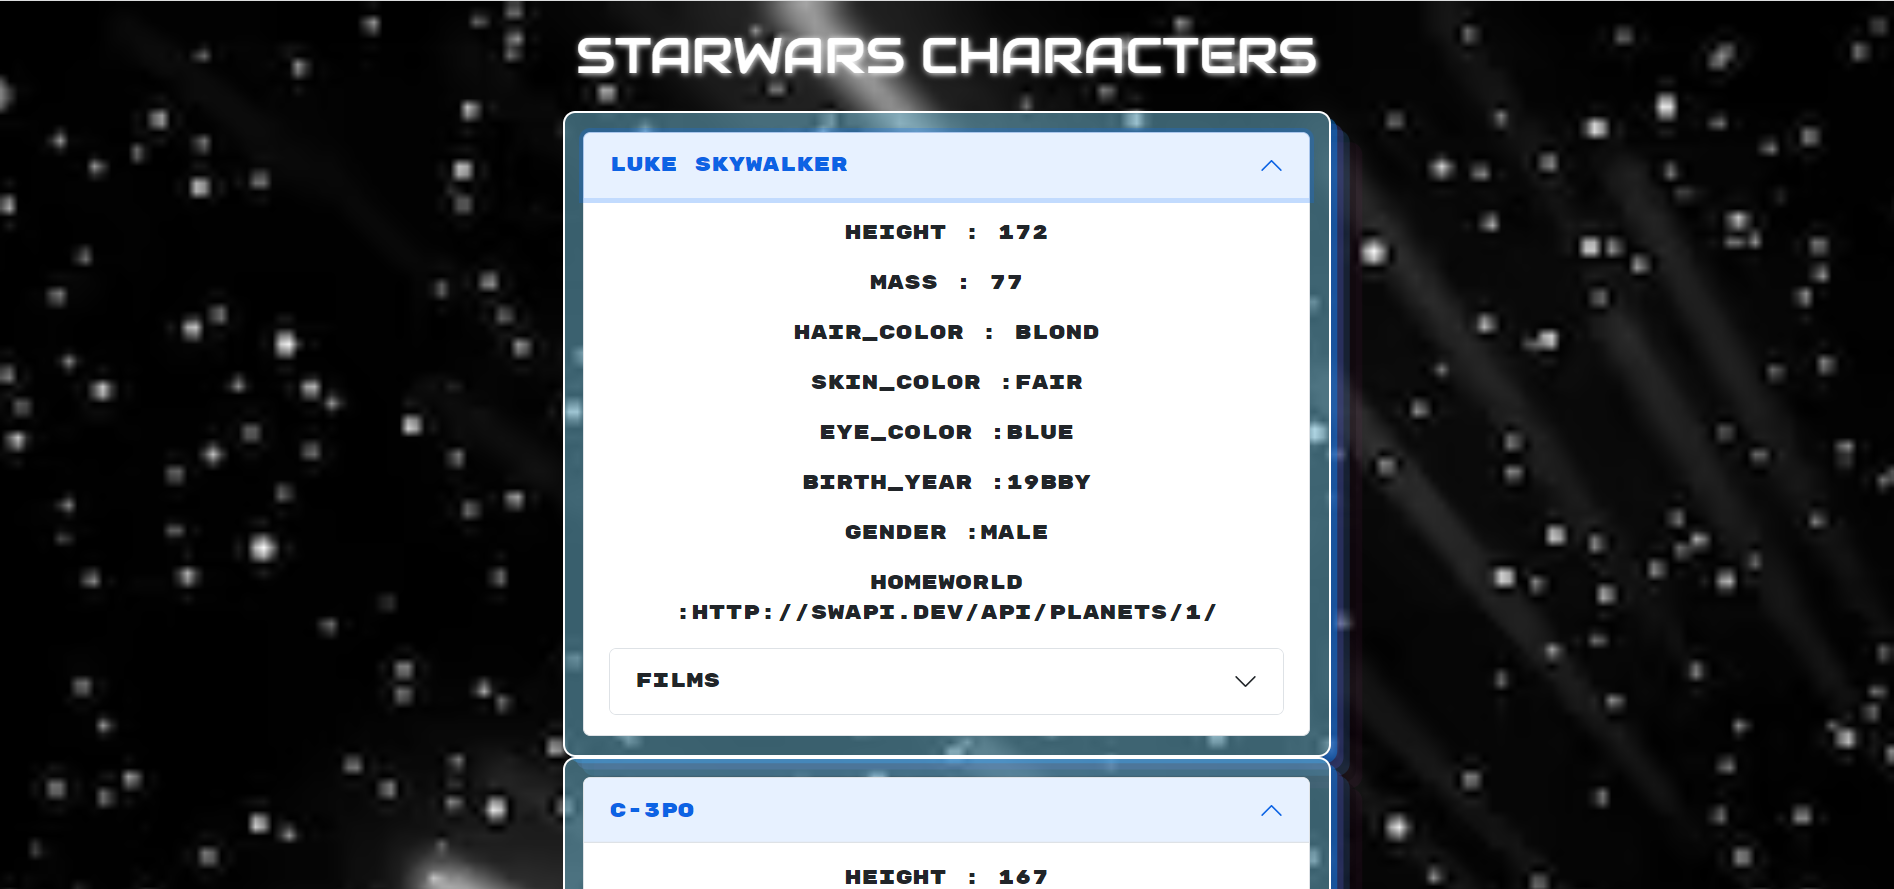 STARWARS CHARACTERS
LUKE SKYWALKER
HEIGHT : 172
MASS : 77
HAIR_COLOR : BLOND
SKIN_COLOR :FAIR
EYE_COLOR :BLUE
BIRTH_YEAR :19BBY
GENDER :MALE
HOMEWORLD
:HTTP://SWAPI.DEV/API/PLANETS/1/
FILMS
C-3PO
HEIGHT : 167